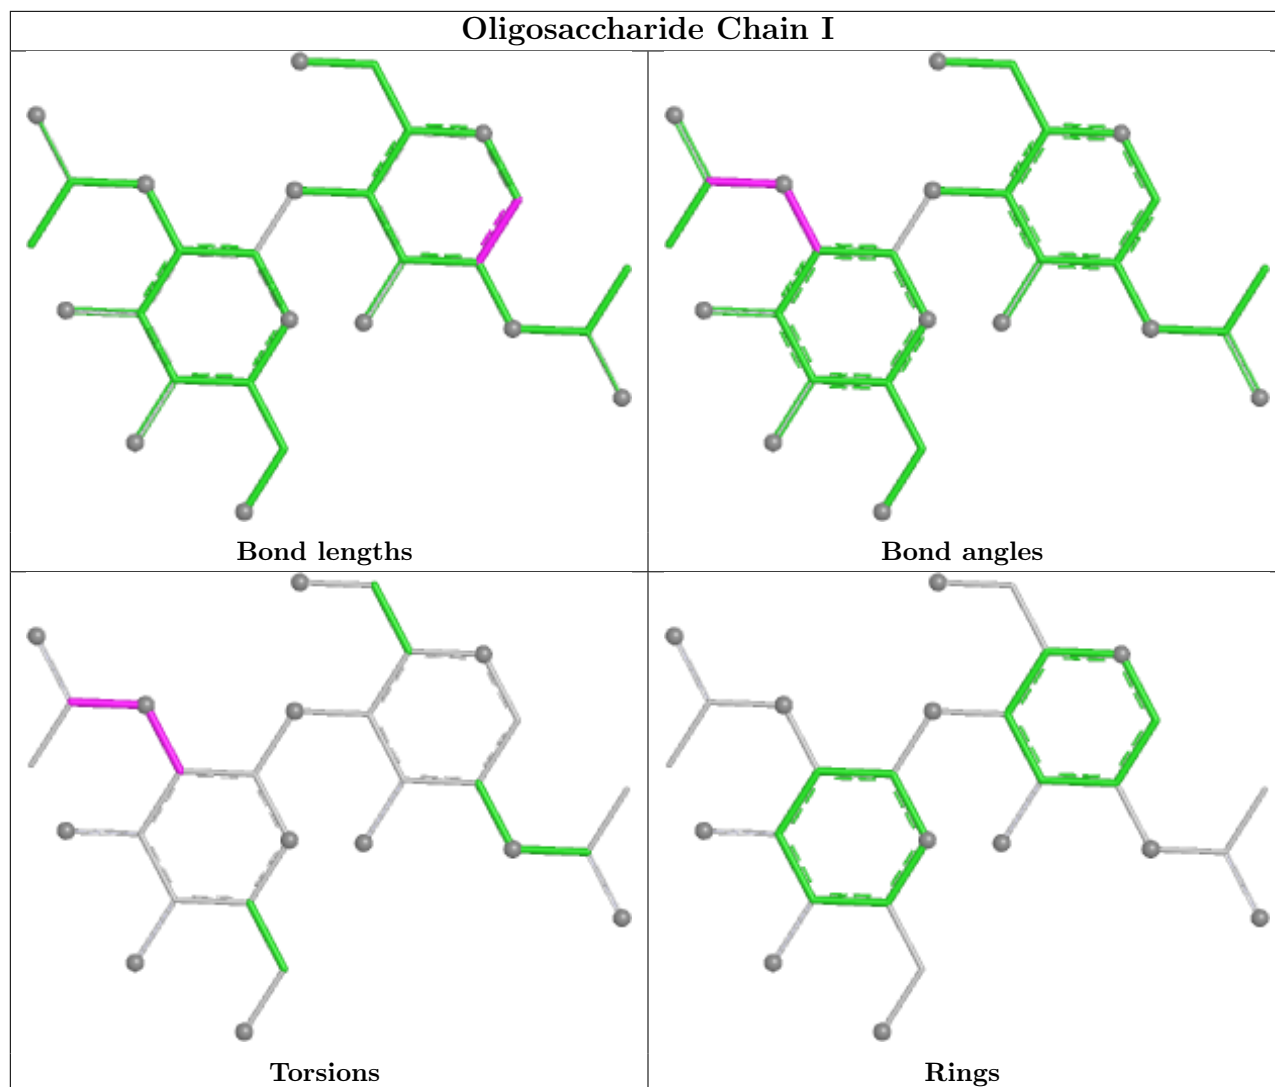 Oligosaccharide Chain I
Bond lengths
Bond angles
Torsions
Rings